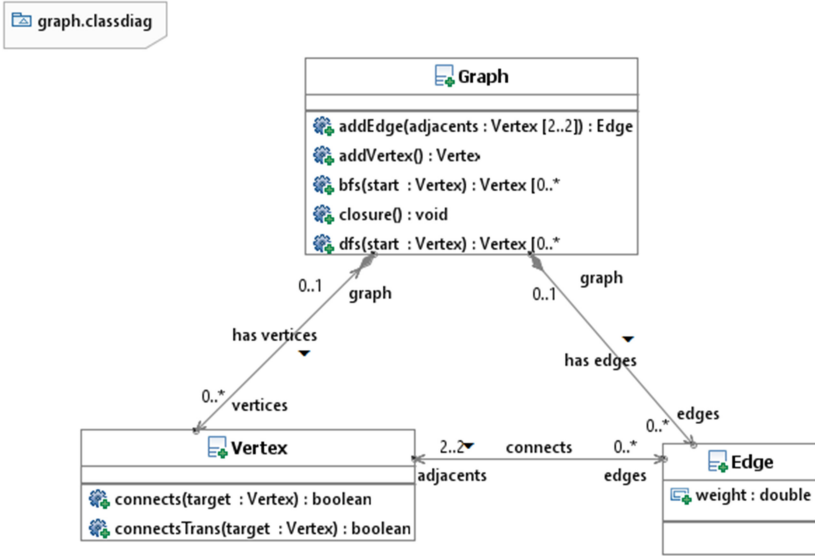 graph.classdiag
Graph
addEdge(adjacents : Vertex [2..2]) : Edge
addVertex() : Vertex
bfs(start : Vertex) : Vertex [0..*
closure() : void
dfs(start : Vertex) : Vertex [0..*
0..1
graph
graph
0..1
has vertices
has edges
0..*
vertices
0..*
edges
Vertex
connects(target : Vertex) : boolean
connectsTrans(target : Vertex) : boolean
2..2
connects
0..*
adjacents
edges
Edge
weight : double